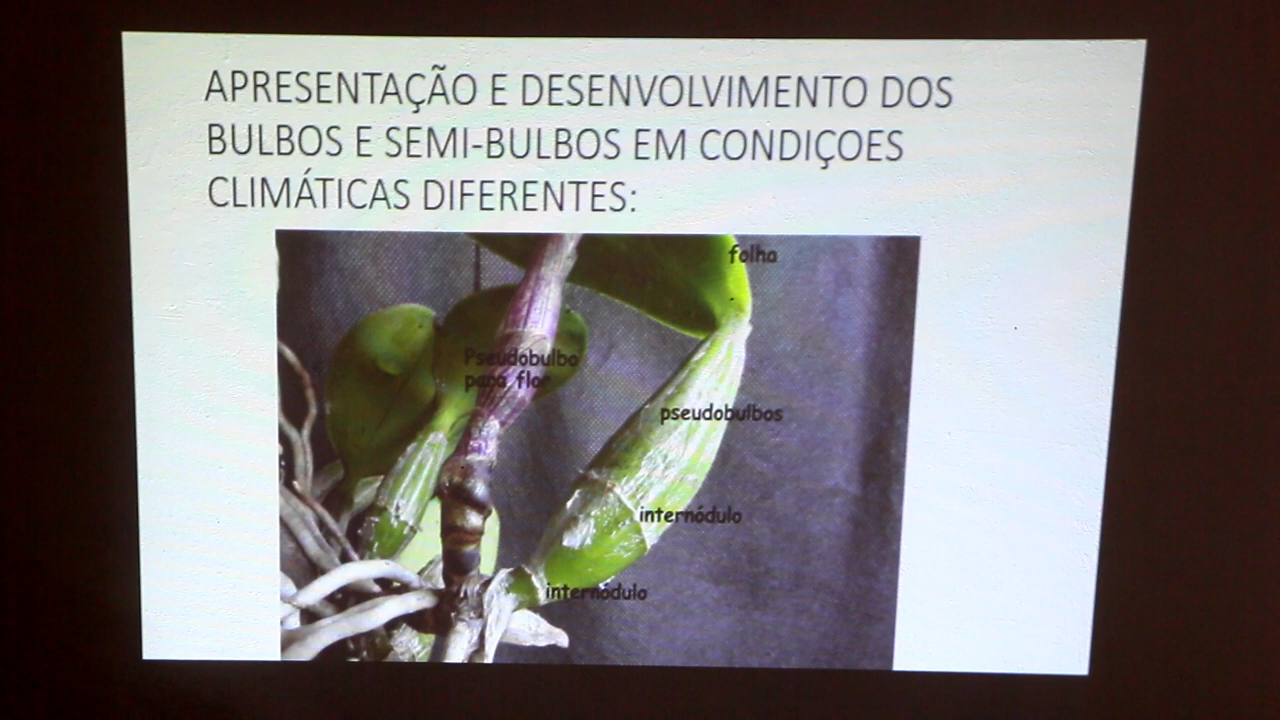 APRESENTAÇÃO E DESENVOLVIMENTO DOS
BULBOS E SEMI-BULBOS EM CONDIÇOES
CLIMÁTICAS DIFERENTES:
folha
Pseudobulbo
para flor
pseudobulbos
internódulo
internódulo